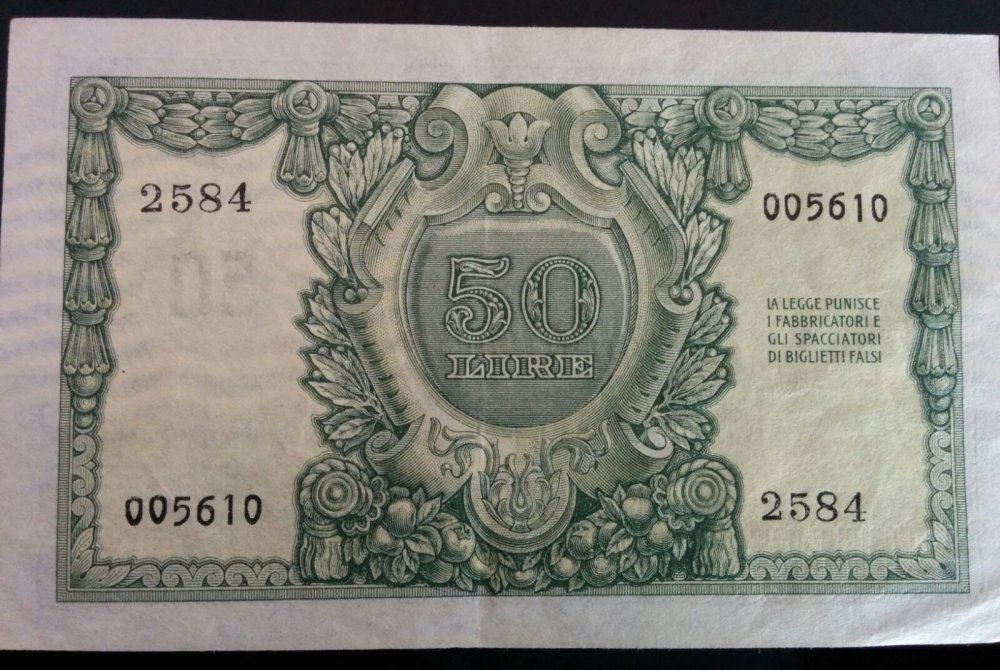 2584
005610
50
LIRE
LA LEGGE PUNISCE
I FABBRICATORI E
GLI SPACCIATORI
DI BIGLIETTI FALSI
005610
2584